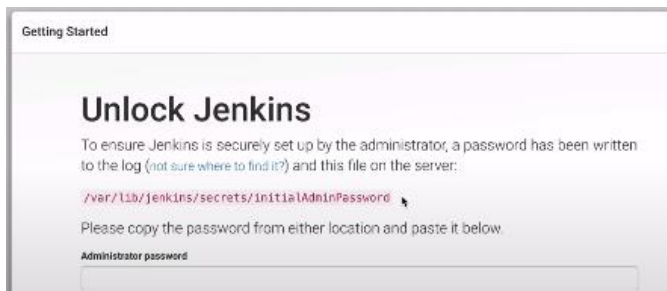 Getting Started
Unlock Jenkins
To ensure Jenkins is securely set up by the administrator, a password has been written
to the log (not sure where to find it?) and this file on the server:
/var/lib/jenkins/secrets/initialAdminPassword
Please copy the password from either location and paste it below.
Administrator password